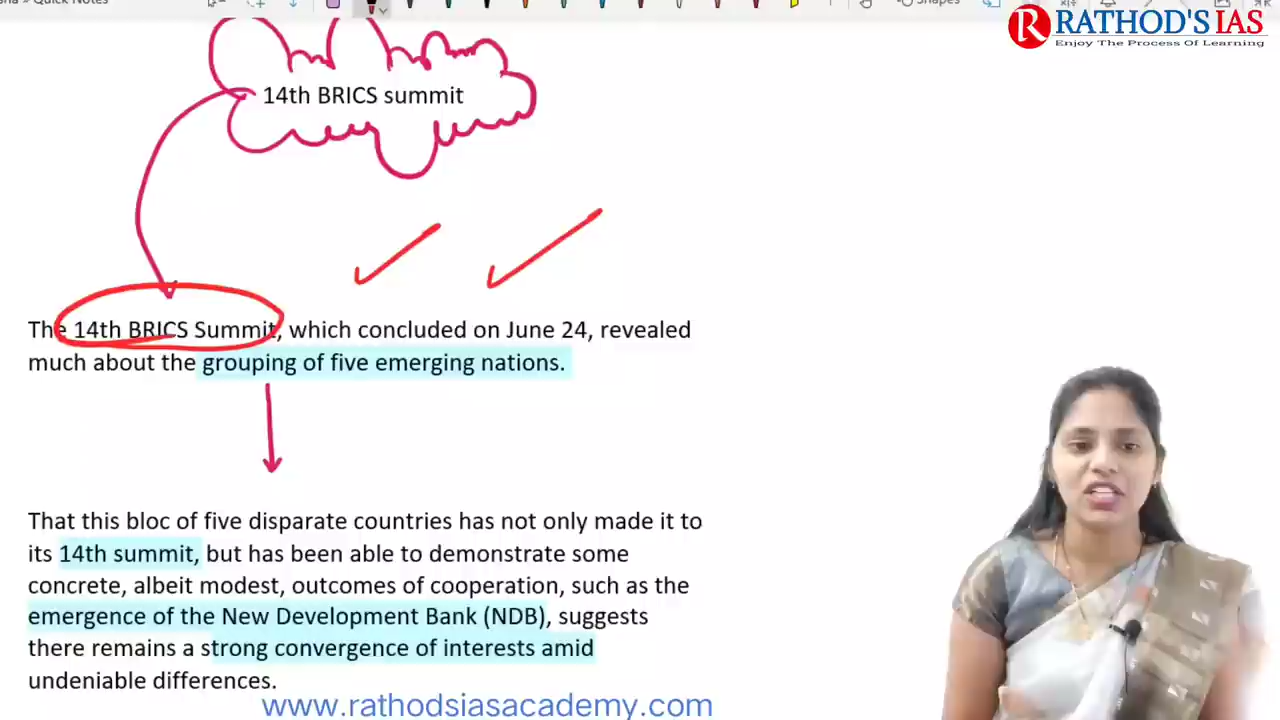 Quick Notes
Shapes
RATHOD'S IAS
Enjoy The Process Of Learning
14th BRICS summit
The 14th BRICS Summit, which concluded on June 24, revealed
much about the grouping of five emerging nations.
That this bloc of five disparate countries has not only made it to
its 14th summit, but has been able to demonstrate some
concrete, albeit modest, outcomes of cooperation, such as the
emergence of the New Development Bank (NDB), suggests
there remains a strong convergence of interests amid
undeniable differences.
www.rathodsiasacademy.com